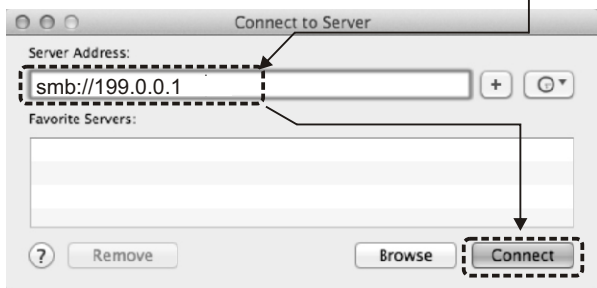 Connect to Server
Server Address:
smb://199.0.0.1
+
Favorite Servers:
? Remove Browse Connect